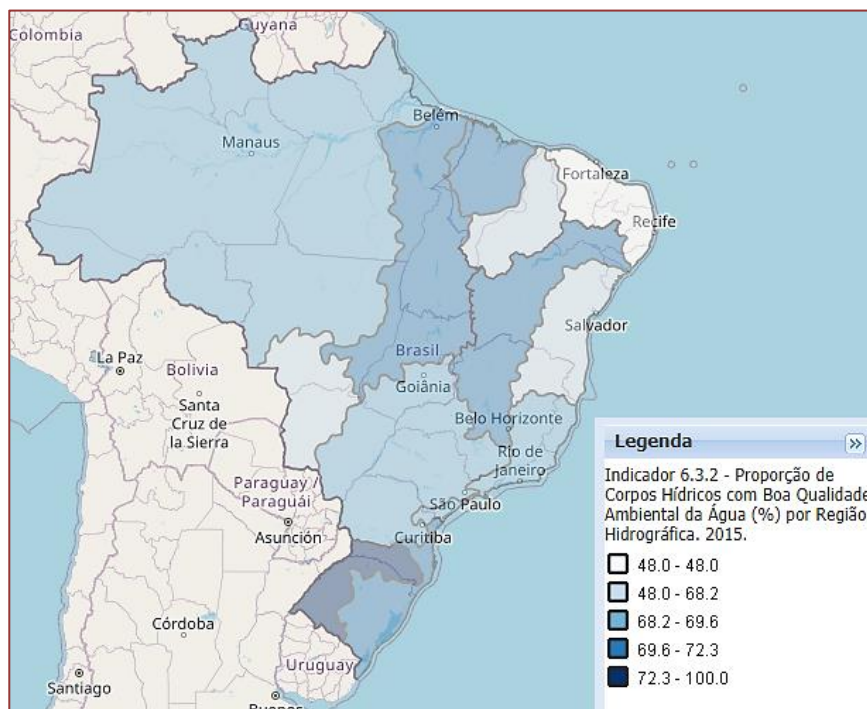 Colombia
Guyana
Belém
Manaus
Fortaleza
Recife
Salvador
Brasil
La Paz
Bolivia
Goiânia
Santa
Cruz de
la Sierra
Belo Horizonte
Rio de
Janeiro
Paraguay /
Paraguái
São Paulo
Asunción
Curitiba
Córdoba
Uruguay
Santiago
Legenda
Indicador 6.3.2 - Proporção de
Corpos Hídricos com Boa Qualidade
Ambiental da Água (%) por Região
Hidrográfica. 2015.
48.0 - 48.0
48.0 - 68.2
68.2 - 69.6
69.6 - 72.3
72.3 - 100.0